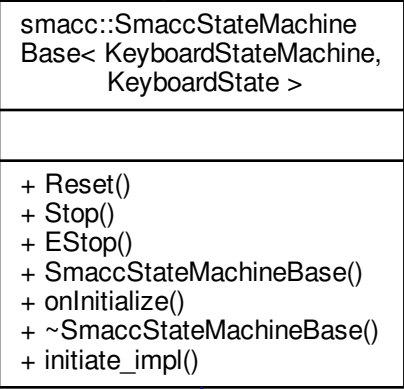 smacc::SmaccStateMachine
Base< KeyboardStateMachine,
KeyboardState >
+ Reset()
+ Stop()
+ EStop()
+ SmaccStateMachineBase()
+ onInitialize()
+ ~SmaccStateMachineBase()
+ initiate_impl()